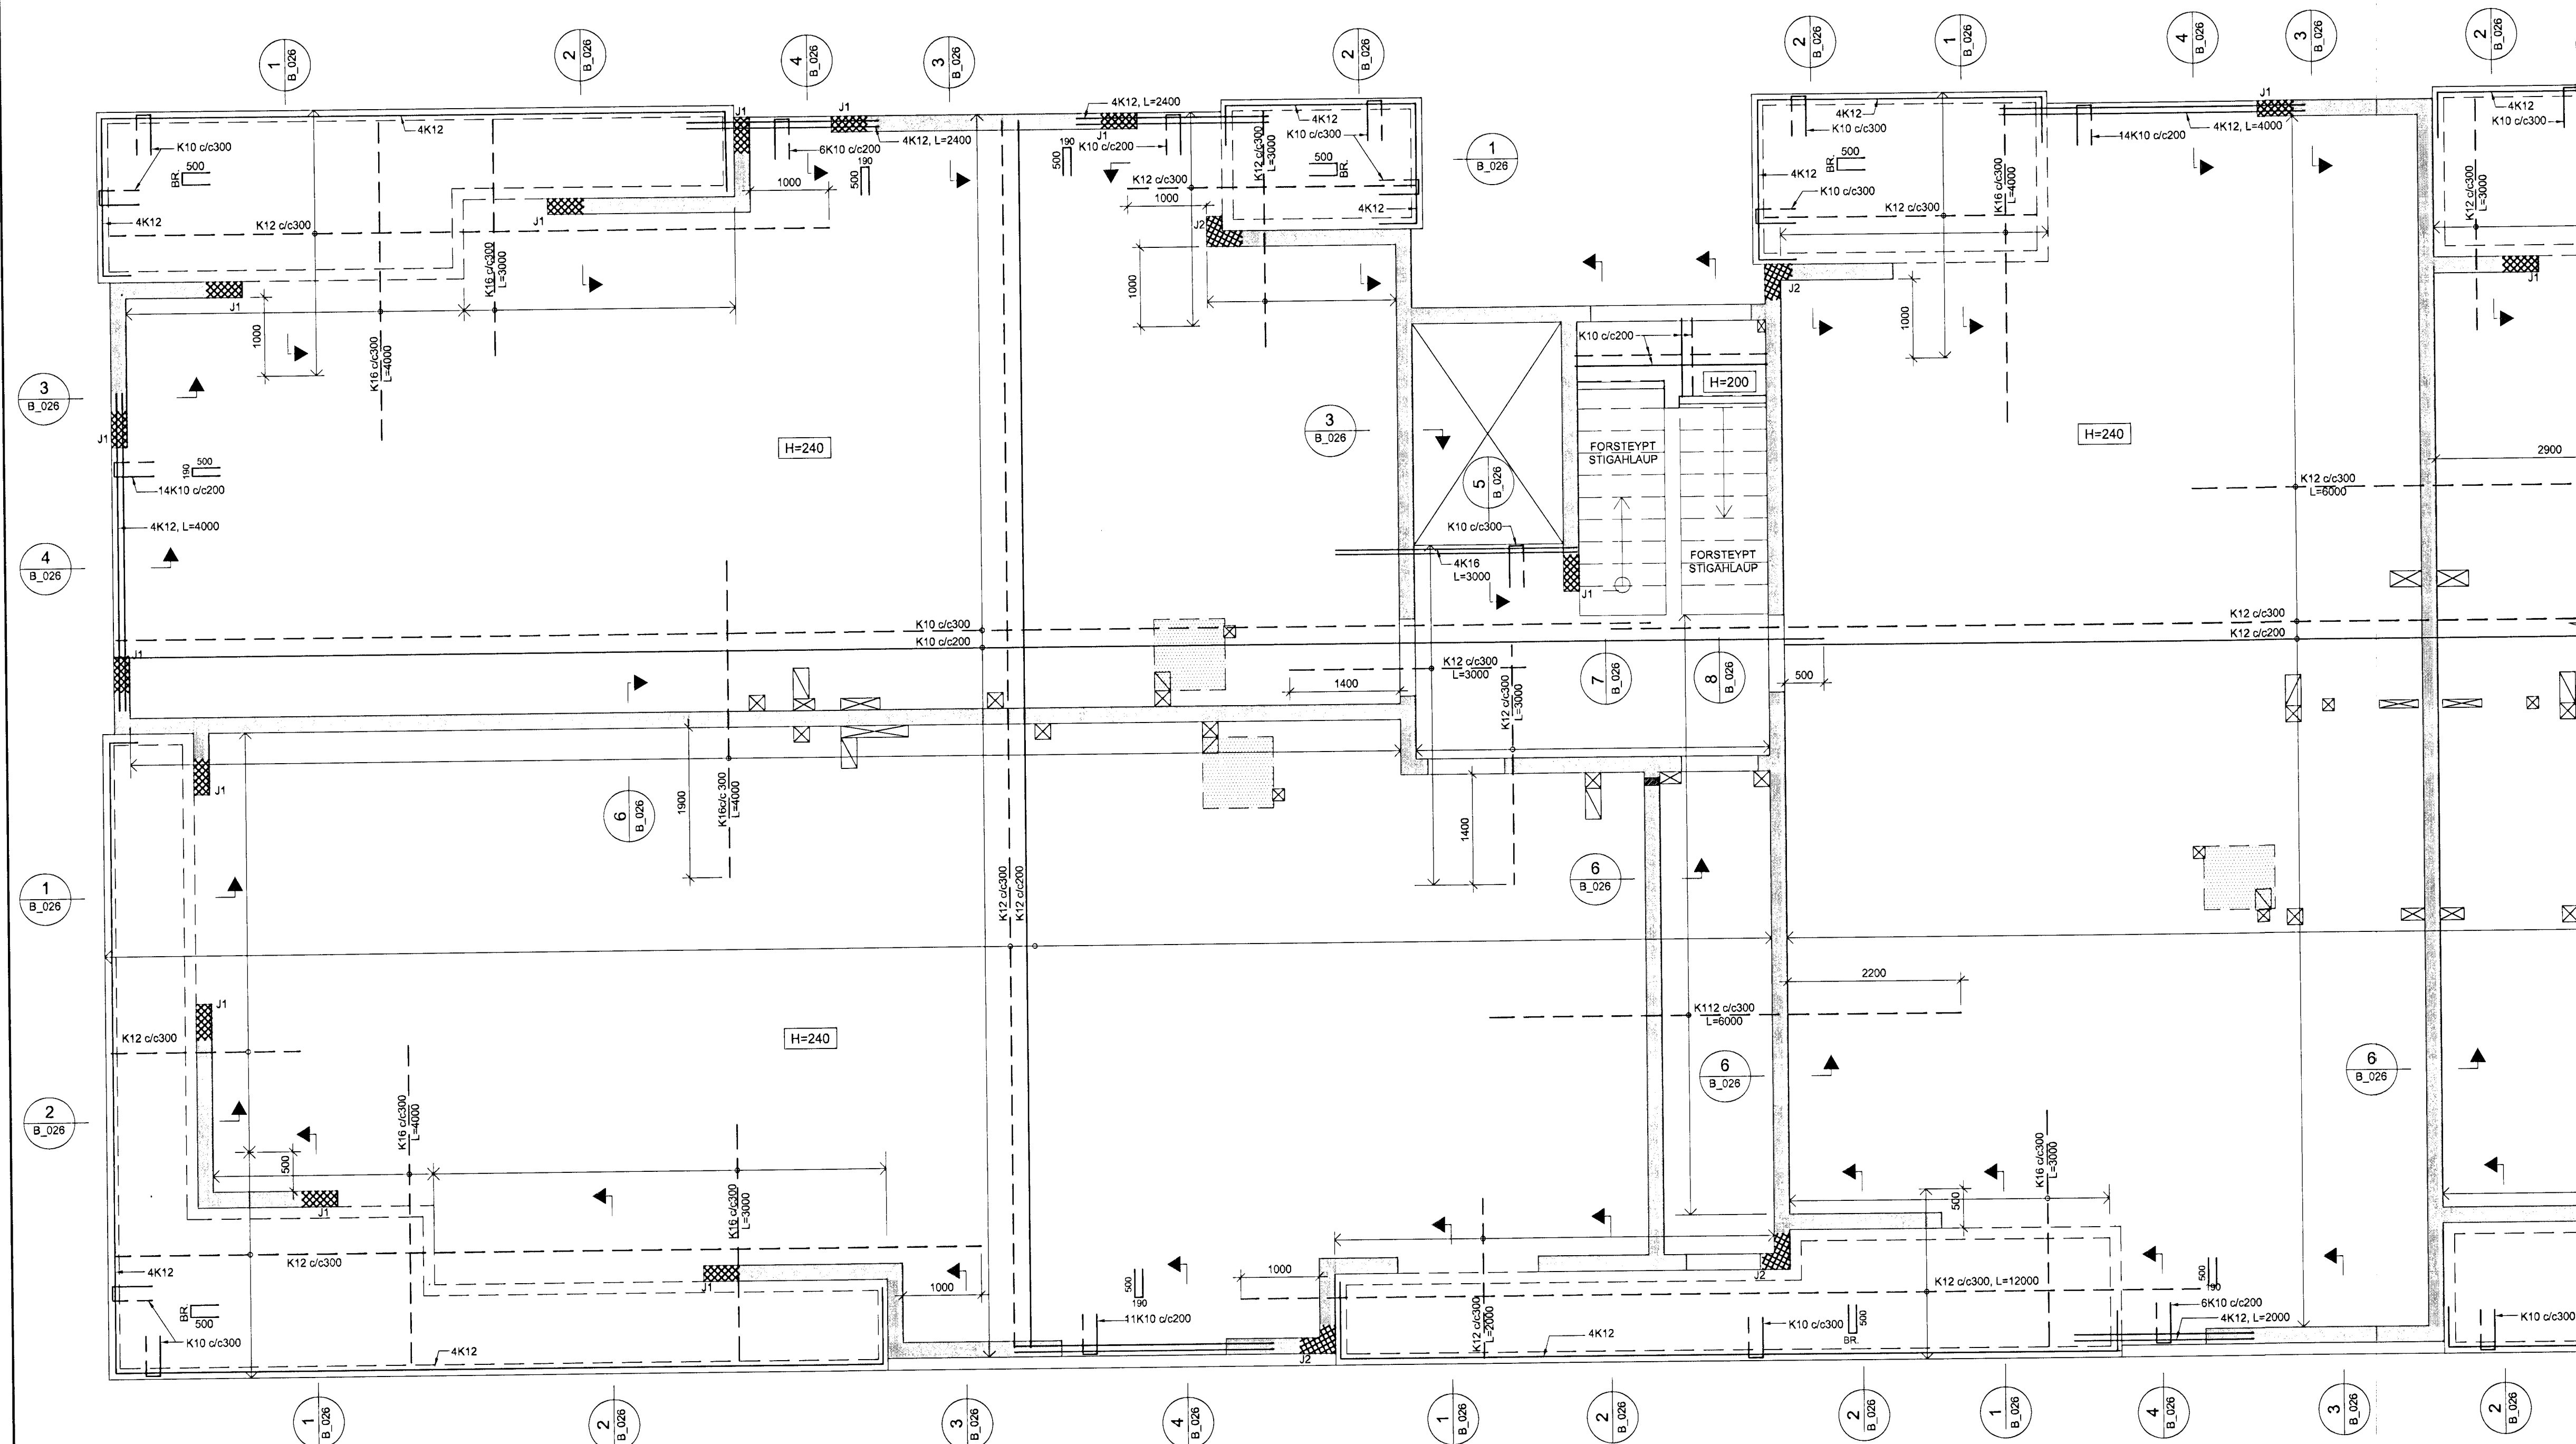 1
B_026
2
B_026
4
B_026
3
B_026
2
B_026
2
B_026
1
B_026
4
B_026
3
B_026
2
B_026
J1
J1
4K12, L=2400
4K12
K10 c/c300
500
BR.
4K12
K12 c/c300
J1
6K10 c/c200
190
500
4K12, L=2400
1000
K10 c/c200
190
500
J1
K12 c/c300
1000
K12 c/c300
L=3000
4K12
K10 c/c300
500
BR.
4K12
J2
1
B_026
4K12
K10 c/c300
BR.
500
4K12
K10 c/c300
K12 c/c300
K16 c/c300
L=4000
J1
4K12, L=4000
14K10 c/c200
K12 c/c300
L=3000
4K12
K10 c/c300
J1
J1
1000
K16 c/c300
L=4000
K16 c/c300
L=3000
1000
J2
1000
K10 c/c200
H=200
3
B_026
J1
190
500
14K10 c/c200
4K12, L=4000
H=240
3
B_026
FORSTEYPT
STIGAHLAUP
5
B_026
K10 c/c300
4K16
L=3000
J1
FORSTEYPT
STIGAHLAUP
H=240
2900
K12 c/c300
L=6000
4
B_026
K10 c/c300
K10 c/c200
K12 c/c300
K12 c/c200
J1
1400
K12 c/c300
L=3000
K12 c/c300
L=3000
7
B_026
8
B_026
500
J1
1900
K16c/c 300
L=4000
6
B_026
1400
1
B_026
K12 c/c300
K12 c/c200
6
B_026
2200
J1
K12 c/c300
H=240
K112 c/c300
L=6000
6
B_026
6
B_026
2
B_026
K16 c/c300
L=4000
500
J1
K16 c/c300
L=3000
K16 c/c300
L=3000
500
K12 c/c300
4K12
BR.
500
K10 c/c300
4K12
J1
1000
500
190
11K10 c/c200
1000
J2
K12 c/c300
L=2000
4K12
J2
K10 c/c300
500
BR.
K12 c/c300, L=12000
500
190
6K10 c/c200
4K12, L=2000
K10 c/c300
1
B_026
2
B_026
3
B_026
4
B_026
1
B_026
2
B_026
2
B_026
1
B_026
4
B_026
3
B_026
2
B_026